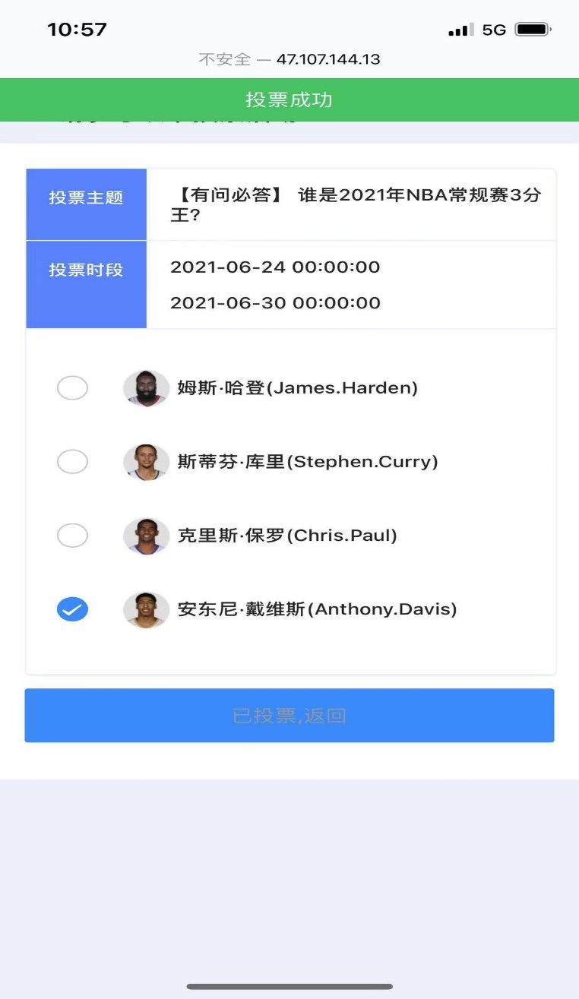 10:57
5G
不安全 — 47.107.144.13
投票成功
投票主题
【有问必答】 谁是2021年NBA常规赛3分
王?
投票时段
2021-06-24 00:00:00
2021-06-30 00:00:00
姆斯·哈登(James.Harden)
斯蒂芬·库里(Stephen.Curry)
克里斯·保罗(Chris.Paul)
安东尼·戴维斯(Anthony.Davis)
已投票,返回